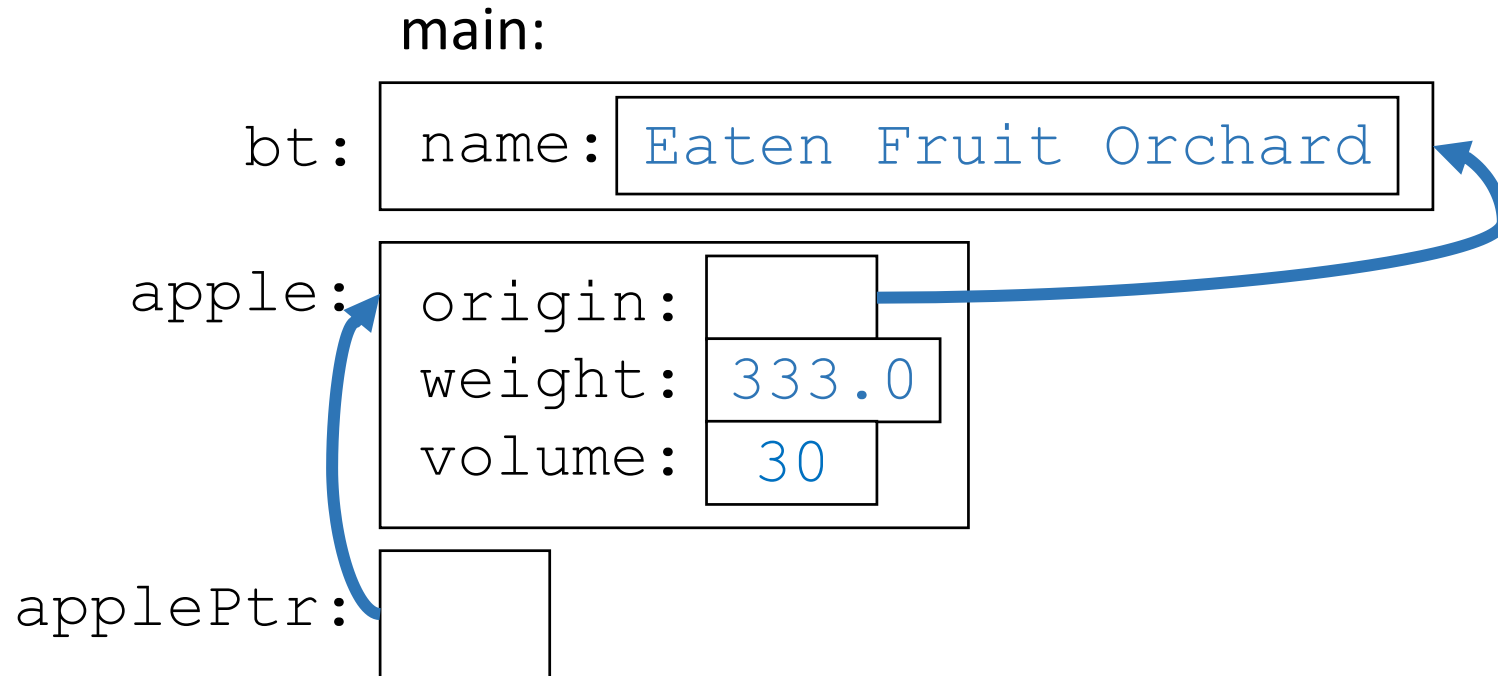 main:
bt: name: Eaten Fruit Orchard
apple: origin:
weight: 333.0
volume: 30
applePtr: